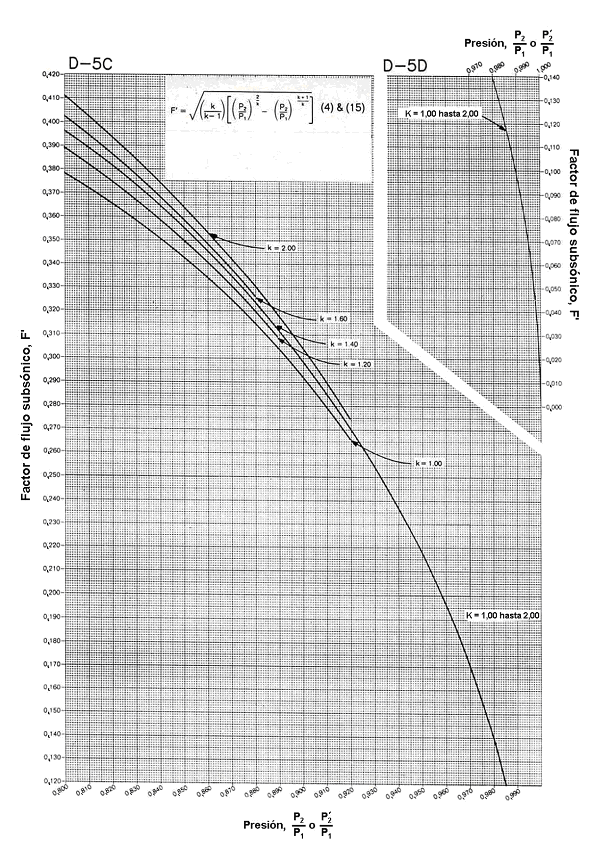 Presión, P₂/P₁ o P₂′/P₁
D-5C
D-5D
0,970 0,980 0,990 1,000
F' = √((k/k−1)[(P₂/P₁)^(2/k) − (P₂/P₁)^(k+1/k)]) (4) & (15)
K = 1,00 hasta 2,00
0,420
0,410
0,400
0,390
0,380
0,370
0,360
0,350
0,340
0,330
0,320
0,310
0,300
0,290
0,280
0,270
0,260
0,250
0,240
0,230
0,220
0,210
0,200
0,190
0,180
0,170
0,160
0,150
0,140
0,130
0,120
0,140
0,130
0,120
0,110
0,100
0,090
0,080
0,070
0,060
0,050
0,040
0,030
0,020
0,010
0,000
Factor de flujo subsónico, F'
Factor de flujo subsónico, F'
k = 2.00
k = 1.60
k = 1.40
k = 1.20
k = 1.00
K = 1,00 hasta 2,00
0,800 0,810 0,820 0,830 0,840 0,850 0,860 0,870 0,880 0,890 0,900 0,910 0,920 0,930 0,940 0,950 0,960 0,970 0,980 0,990
Presión, P₂/P₁ o P₂′/P₁